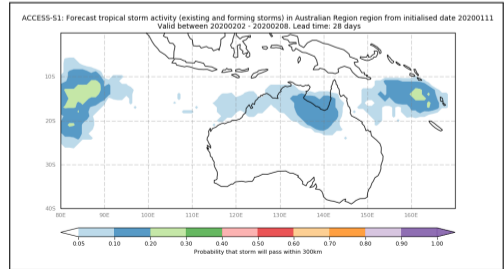 ACCESS-S1: Forecast tropical storm activity (existing and forming storms) in Australian Region region from initialised date 20200111
Valid between 20200202 - 20200208. Lead time: 28 days
10S
20S
30S
40S
80E 90E 100E 110E 120E 130E 140E 150E 160E
0.05 0.10 0.20 0.30 0.40 0.50 0.60 0.70 0.80 0.90 1.00
Probability that storm will pass within 300km